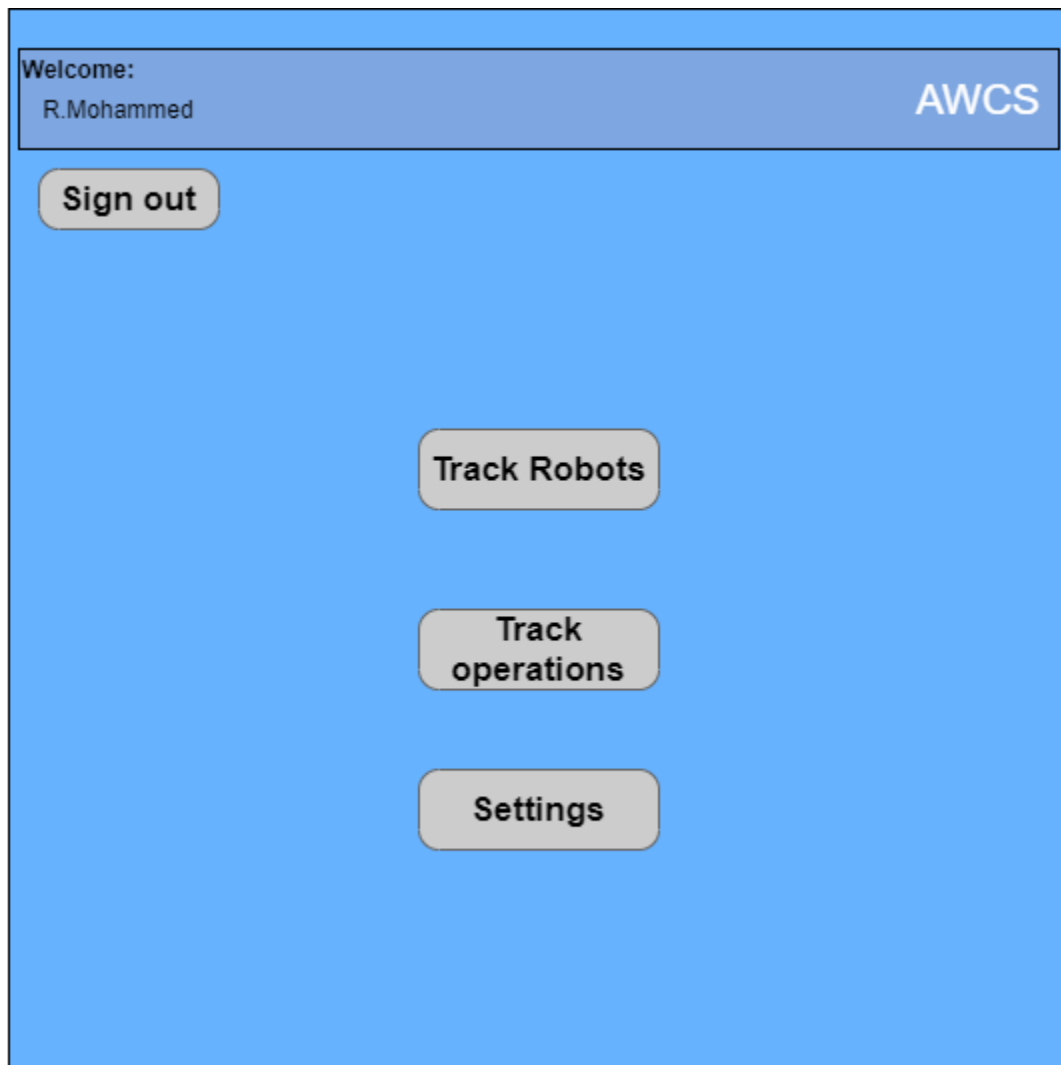 Welcome:
R.Mohammed
AWCS
Sign out
Track Robots
Track
operations
Settings